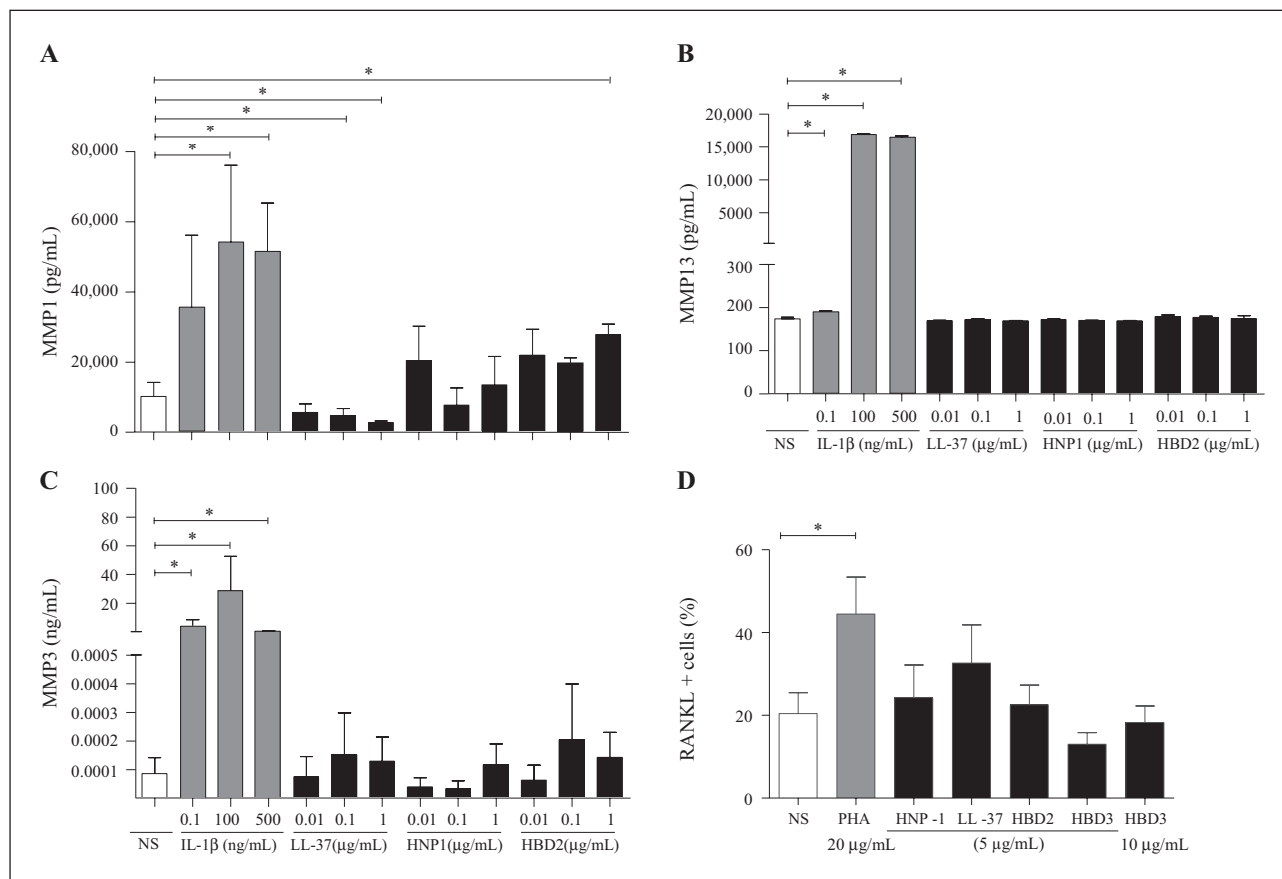 A
*
*
*
*
*
80,000
60,000
40,000
20,000
0
MMP1 (pg/mL)
B
*
*
*
20,000
15,000
10,000
5000
300
200
100
0
MMP13 (pg/mL)
0.1 100 500 0.01 0.1 1 0.01 0.1 1 0.01 0.1 1
NS IL-1β (ng/mL) LL-37 (μg/mL) HNP1 (μg/mL) HBD2 (μg/mL)
C
*
*
*
100
80
60
40
20
0.0005
0.0004
0.0003
0.0002
0.0001
MMP3 (ng/mL)
0.1 100 500 0.01 0.1 1 0.01 0.1 1 0.01 0.1 1
NS IL-1β (ng/mL) LL-37(μg/mL) HNP1(μg/mL) HBD2(μg/mL)
D
*
60
40
20
0
RANKL + cells (%)
NS PHA HNP -1 LL -37 HBD2 HBD3 HBD3
20 μg/mL (5 μg/mL) 10 μg/mL